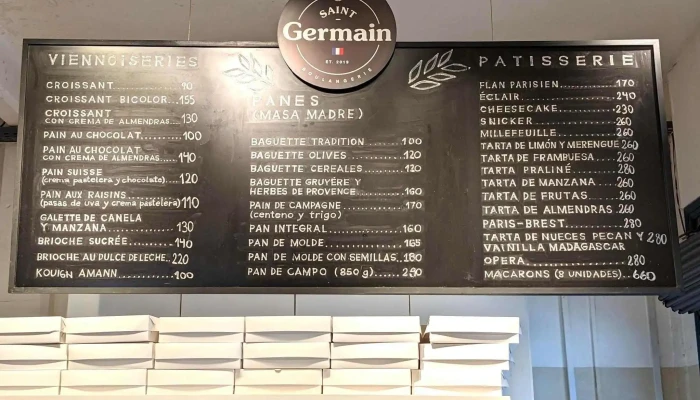 SAINT
Germain
EST. 2018
BOULANGERIE
VIENNOISERIES
CROISSANT........90
CROISSANT BICOLOR..155
CROISSANT
CON CREMA DE ALMENDRAS....130
PAIN AU CHOCOLAT........100
PAIN AU CHOCOLAT
CON CREMA DE ALMENDRAS....140
PAIN SUISSE
(crema pastelera y chocolate)...120
PAIN AUX RAISINS
(pasas de uva y crema pastelera)110
GALETTE DE CANELA
Y MANZANA..........130
BRIOCHE SUCRÉE.......140
BRIOCHE AU DULCE DE LECHE..220
KOUIGN AMANN..........100
PANES
(MASA MADRE)
BAGUETTE TRADITION........100
BAGUETTE OLIVES..........120
BAGUETTE CEREALES........120
BAGUETTE GRUYÈRE Y
HERBES DE PROVENCE.......160
PAIN DE CAMPAGNE.........170
(centeno y trigo)
PAN INTEGRAL............160
PAN DE MOLDE............165
PAN DE MOLDE CON SEMILLAS..180
PAN DE CAMPO (850 g).....290
PATISSERIE
FLAN PARISIEN..........170
ÉCLAIR................240
CHEESECAKE............230
SNICKER...............260
MILLEFEUILLE..........260
TARTA DE LIMÓN Y MERENGUE 260
TARTA DE FRAMBUESA.....260
TARTA PRALINÉ.........280
TARTA DE MANZANA......260
TARTA DE FRUTAS.......260
TARTA DE ALMENDRAS.260
PARIS-BREST...........280
TARTA DE NUECES PECAN Y 280
VAINILLA MADAGASCAR
OPERA................280
MACARONS (8 UNIDADES)...660